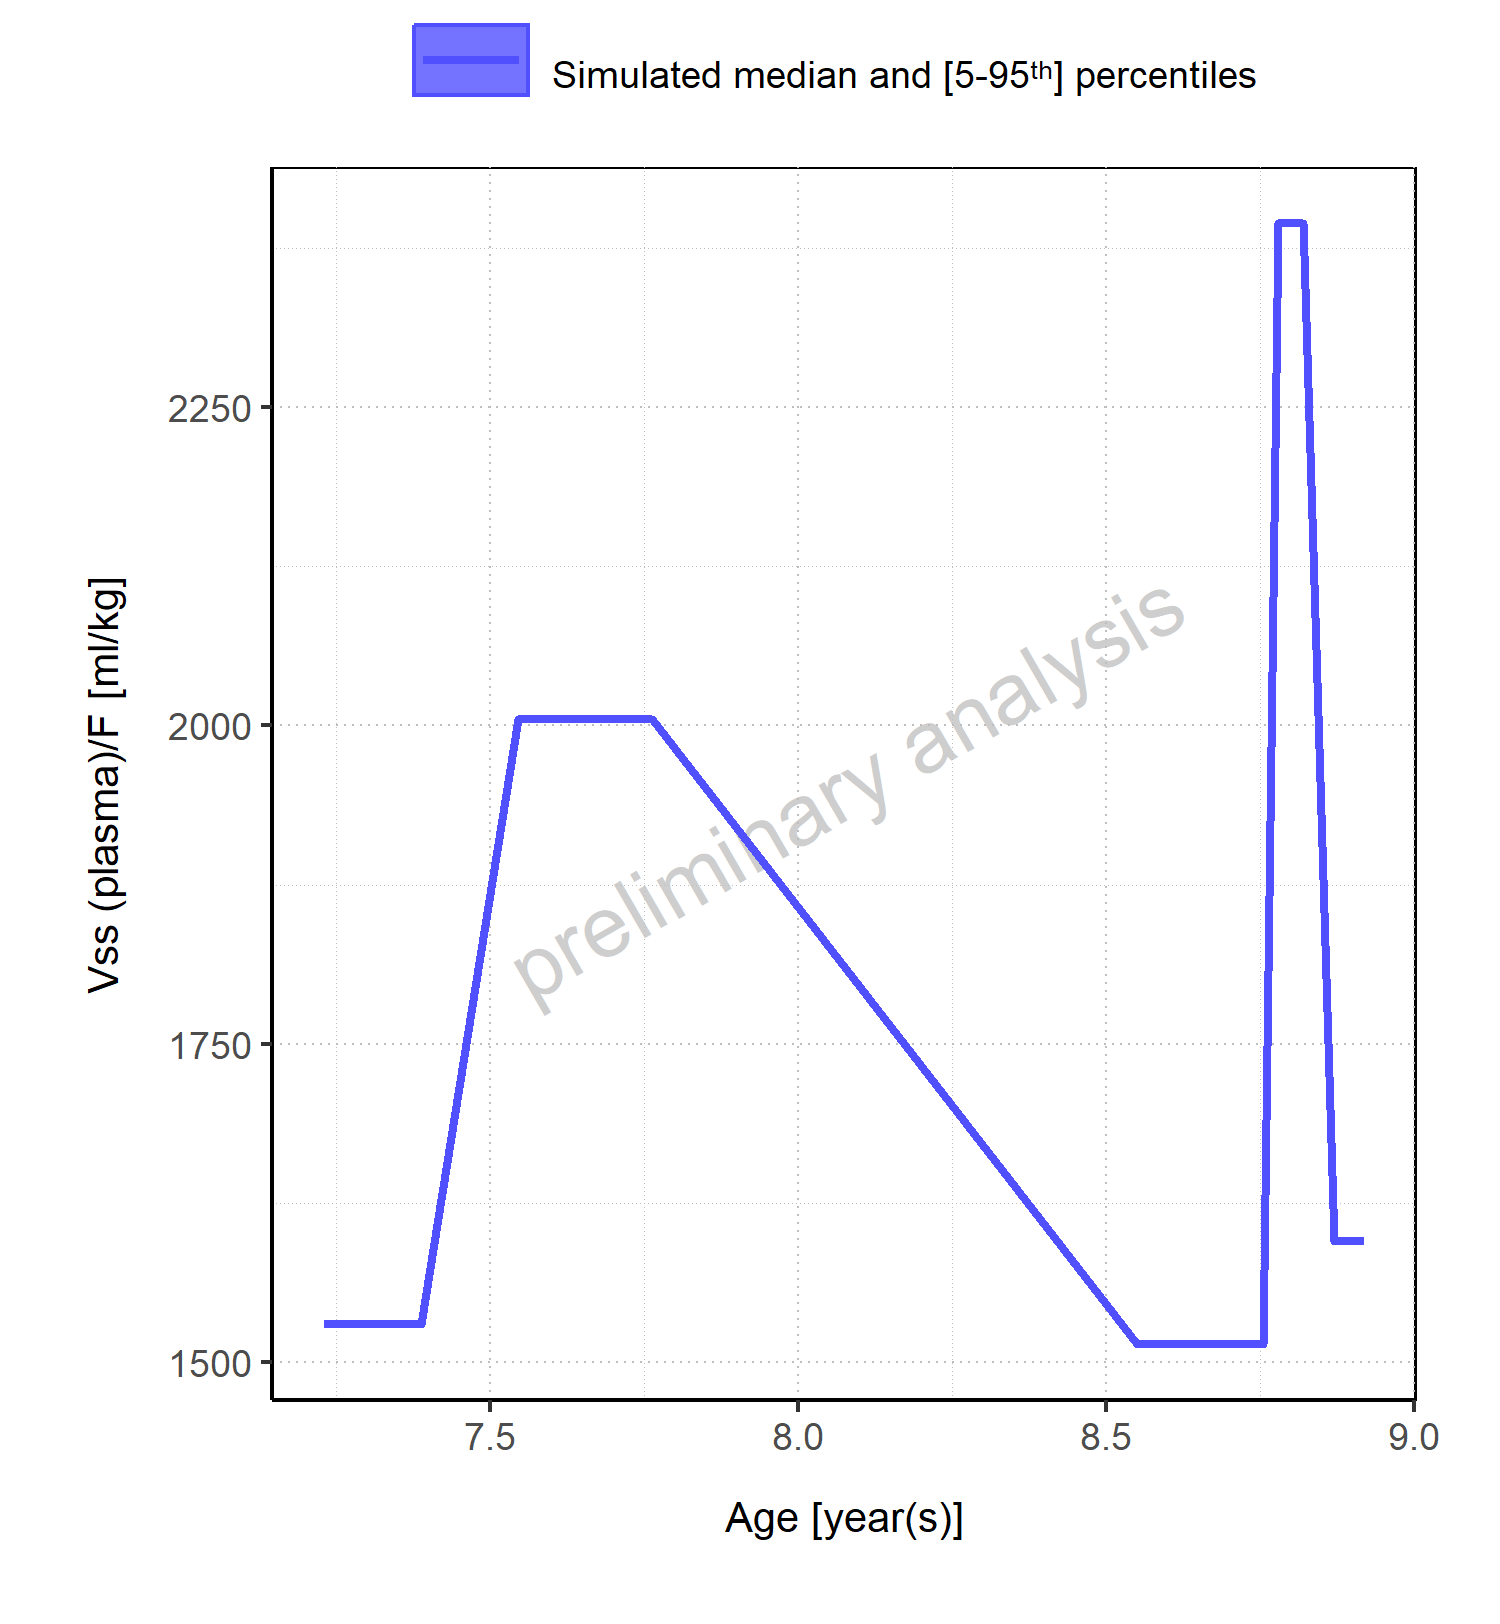 Simulated median and [5-95th] percentiles
2250
2000
1750
1500
Vss (plasma)/F [ml/kg]
preliminary analysis
7.5 8.0 8.5 9.0
Age [year(s)]